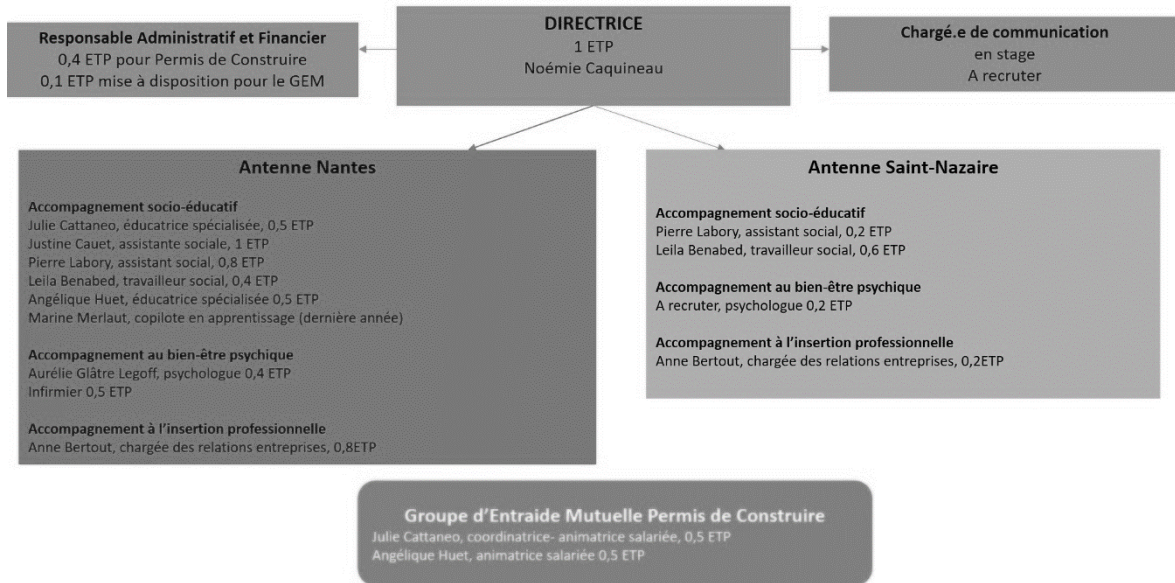 Responsable Administratif et Financier
0,4 ETP pour Permis de Construire
0,1 ETP mise à disposition pour le GEM
DIRECTRICE
1 ETP
Noémie Caquineau
Chargé.e de communication
en stage
A recruter
Antenne Nantes
Accompagnement socio-éducatif
Julie Cattaneo, éducatrice spécialisée, 0,5 ETP
Justine Cauet, assistante sociale, 1 ETP
Pierre Labory, assistant social, 0,8 ETP
Leila Benabed, travailleur social, 0,4 ETP
Angélique Huet, éducatrice spécialisée 0,5 ETP
Marine Merlaut, copilote en apprentissage (dernière année)
Accompagnement au bien-être psychique
Aurélie Glâtre Legoff, psychologue 0,4 ETP
Infirmier 0,5 ETP
Accompagnement à l’insertion professionnelle
Anne Bertout, chargée des relations entreprises, 0,8ETP
Antenne Saint-Nazaire
Accompagnement socio-éducatif
Pierre Labory, assistant social, 0,2 ETP
Leila Benabed, travailleur social, 0,6 ETP
Accompagnement au bien-être psychique
A recruter, psychologue 0,2 ETP
Accompagnement à l’insertion professionnelle
Anne Bertout, chargée des relations entreprises, 0,2ETP
Groupe d’Entraide Mutuelle Permis de Construire
Julie Cattaneo, coordinatrice- animatrice salariée, 0,5 ETP
Angélique Huet, animatrice salariée 0,5 ETP